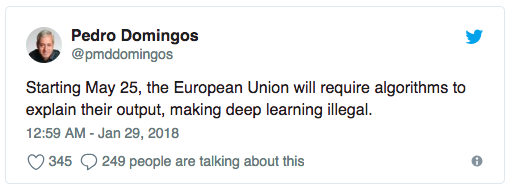 Pedro Domingos
@pmddomingos
Starting May 25, the European Union will require algorithms to
explain their output, making deep learning illegal.
12:59 AM - Jan 29, 2018
345 249 people are talking about this